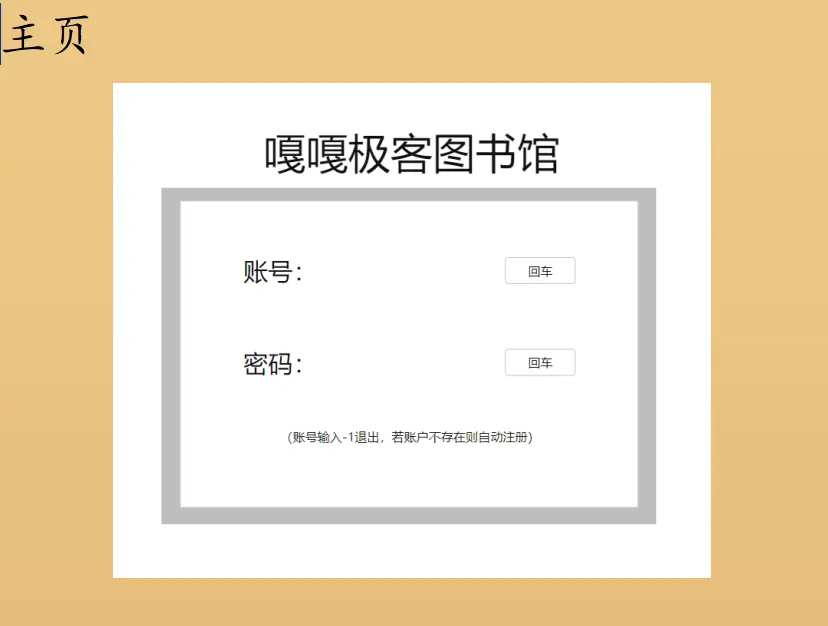 主页
嘎嘎极客图书馆
账号：
回车
密码：
回车
（账号输入-1退出，若账户不存在则自动注册）